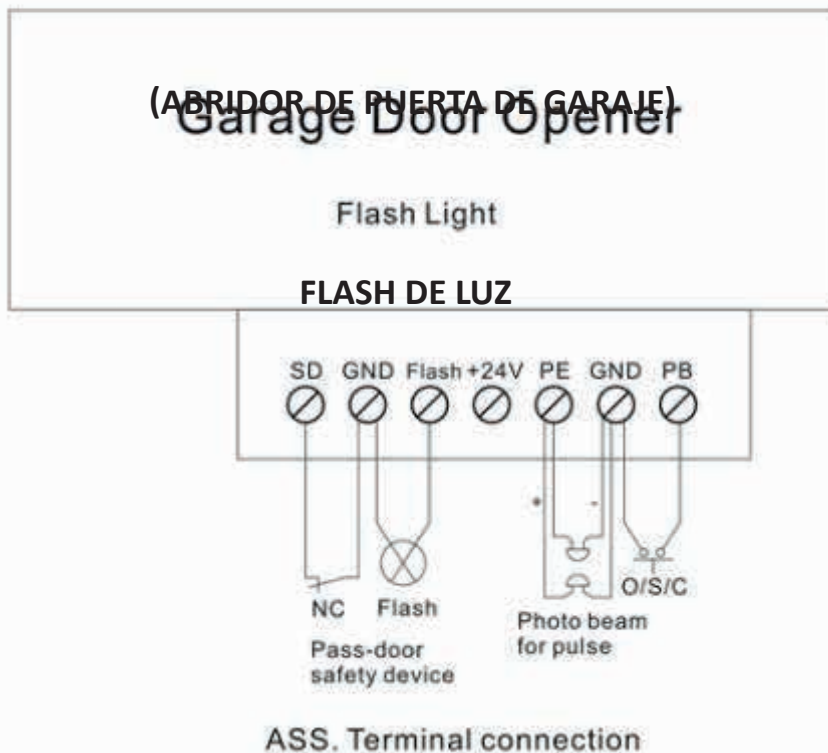 (ABRIDOR DE PUERTA DE GARAJE)
Garage Door Opener
Flash Light
FLASH DE LUZ
SD GND Flash +24V PE GND PB
+ -
O/S/C
NC Flash
Photo beam
for pulse
Pass-door
safety device
ASS. Terminal connection